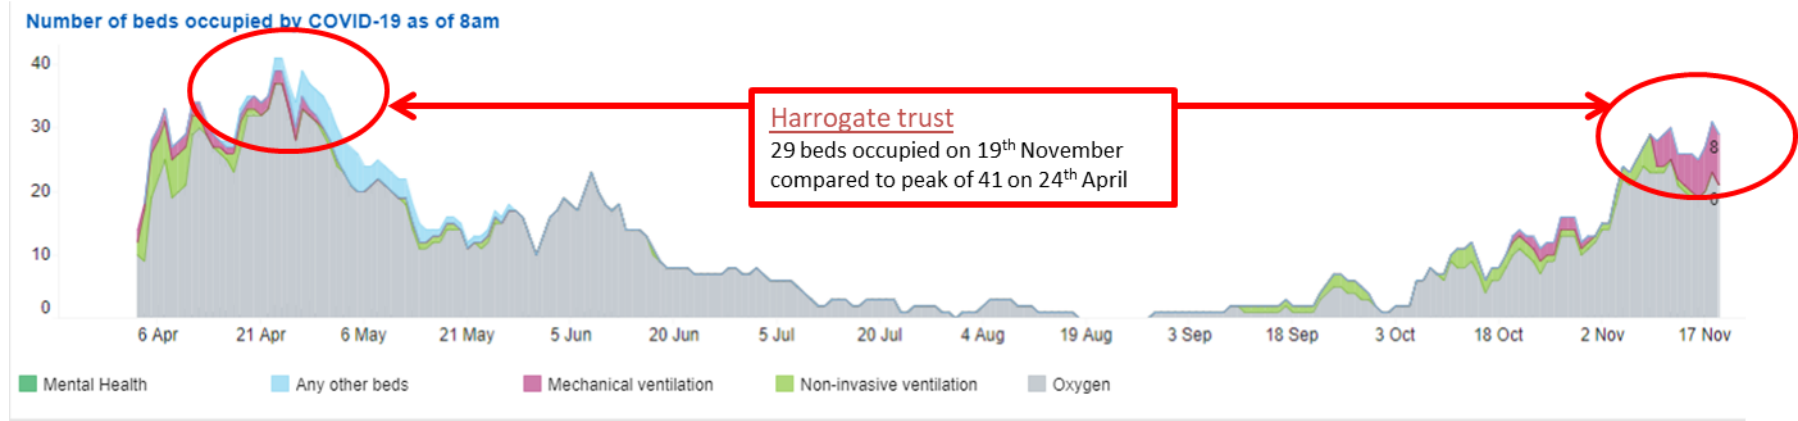 Number of beds occupied by COVID-19 as of 8am
40
30
20
10
0
Harrogate trust
29 beds occupied on 19th November
compared to peak of 41 on 24th April
8
0
6 Apr 21 Apr 6 May 21 May 5 Jun 20 Jun 5 Jul 20 Jul 4 Aug 19 Aug 3 Sep 18 Sep 3 Oct 18 Oct 2 Nov 17 Nov
Mental Health Any other beds Mechanical ventilation Non-invasive ventilation Oxygen